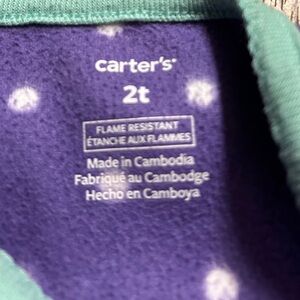 carter's®
2t
FLAME RESISTANT
ÉTANCHE AUX FLAMMES
Made in Cambodia
Fabriqué au Cambodge
Hecho en Camboya